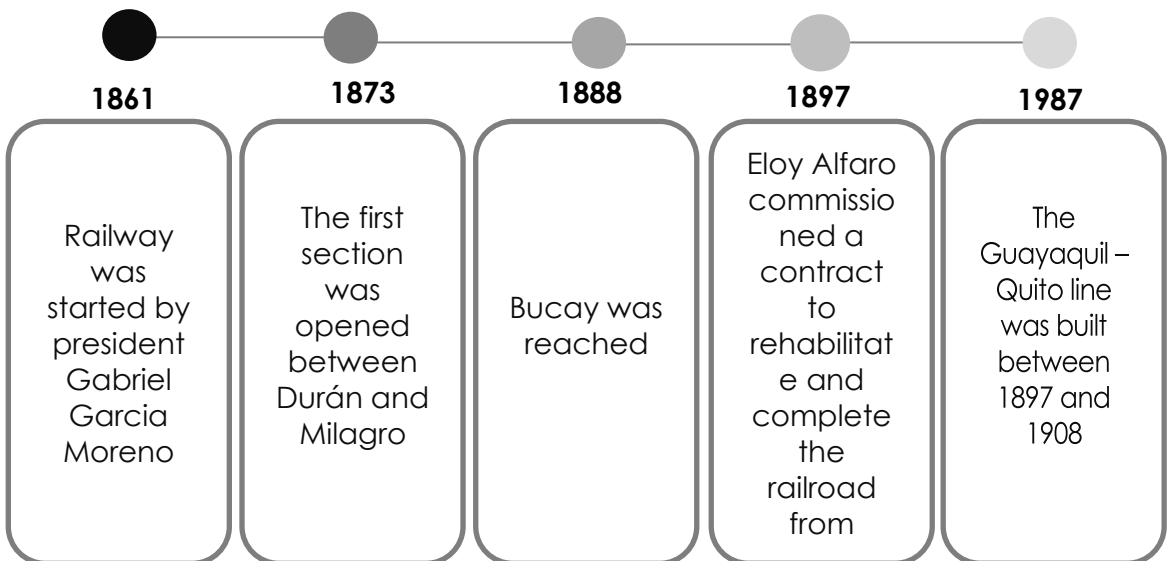 1861
1873
1888
1897
1987
Railway
was
started by
president
Gabriel
Garcia
Moreno
The first
section
was
opened
between
Durán and
Milagro
Bucay was
reached
Eloy Alfaro
commissio
ned a
contract
to
rehabilitat
e and
complete
the
railroad
from
The
Guayaquil –
Quito line
was built
between
1897 and
1908